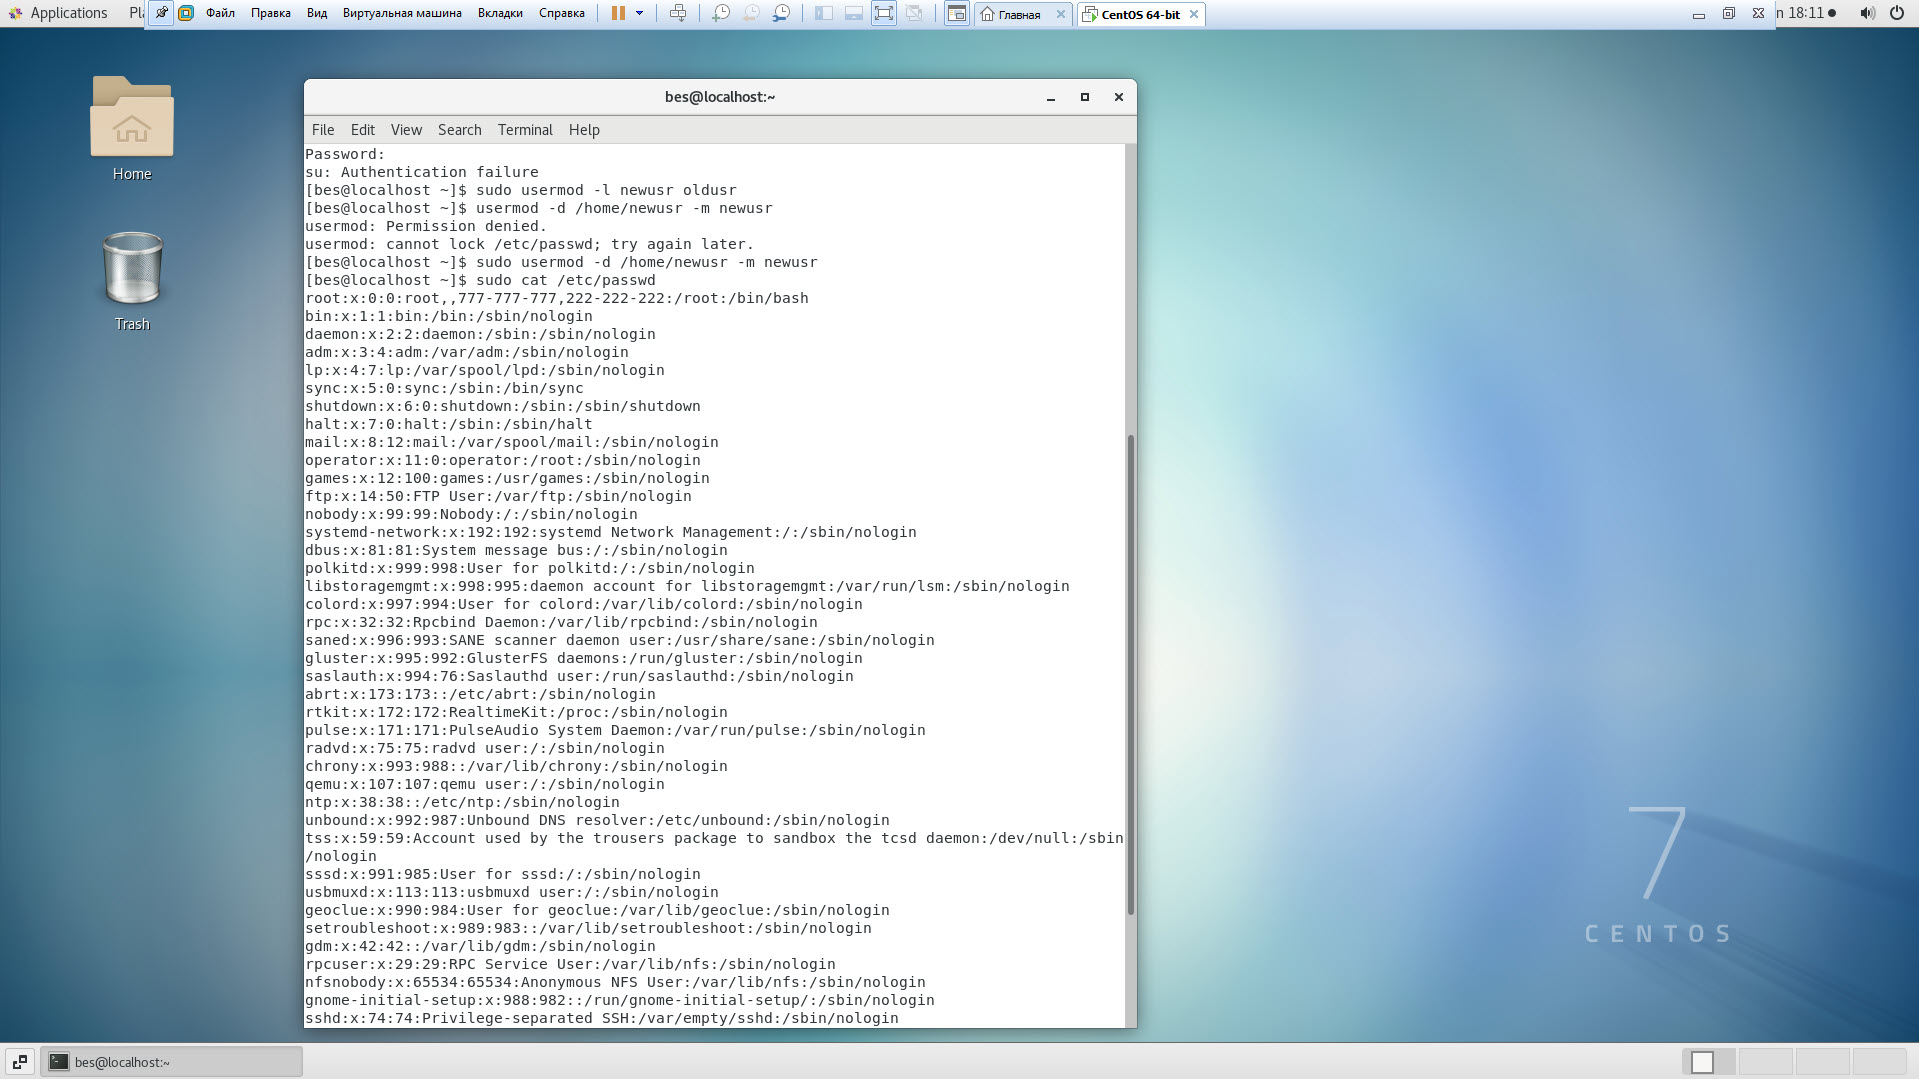 Applications
Файл Правка Вид Виртуальная машина Вкладки Справка
Главная
CentOS 64-bit
18:11
Home
Trash
bes@localhost:~
File Edit View Search Terminal Help
Password:
su: Authentication failure
[bes@localhost ~]$ sudo usermod -l newusr oldusr
[bes@localhost ~]$ usermod -d /home/newusr -m newusr
usermod: Permission denied.
usermod: cannot lock /etc/passwd; try again later.
[bes@localhost ~]$ sudo usermod -d /home/newusr -m newusr
[bes@localhost ~]$ sudo cat /etc/passwd
root:x:0:0:root,,777-777-777,222-222-222:/root:/bin/bash
bin:x:1:1:bin:/bin:/sbin/nologin
daemon:x:2:2:daemon:/sbin:/sbin/nologin
adm:x:3:4:adm:/var/adm:/sbin/nologin
lp:x:4:7:lp:/var/spool/lpd:/sbin/nologin
sync:x:5:0:sync:/sbin:/bin/sync
shutdown:x:6:0:shutdown:/sbin:/sbin/shutdown
halt:x:7:0:halt:/sbin:/sbin/halt
mail:x:8:12:mail:/var/spool/mail:/sbin/nologin
operator:x:11:0:operator:/root:/sbin/nologin
games:x:12:100:games:/usr/games:/sbin/nologin
ftp:x:14:50:FTP User:/var/ftp:/sbin/nologin
nobody:x:99:99:Nobody:/:/sbin/nologin
systemd-network:x:192:192:systemd Network Management:/:/sbin/nologin
dbus:x:81:81:System message bus:/:/sbin/nologin
polkitd:x:999:998:User for polkitd:/:/sbin/nologin
libstoragemgmt:x:998:995:daemon account for libstoragemgmt:/var/run/lsm:/sbin/nologin
colord:x:997:994:User for colord:/var/lib/colord:/sbin/nologin
rpc:x:32:32:Rpcbind Daemon:/var/lib/rpcbind:/sbin/nologin
saned:x:996:993:SANE scanner daemon user:/usr/share/sane:/sbin/nologin
gluster:x:995:992:GlusterFS daemons:/run/gluster:/sbin/nologin
saslauth:x:994:76:Saslauthd user:/run/saslauthd:/sbin/nologin
abrt:x:173:173::/etc/abrt:/sbin/nologin
rtkit:x:172:172:RealtimeKit:/proc:/sbin/nologin
pulse:x:171:171:PulseAudio System Daemon:/var/run/pulse:/sbin/nologin
radvd:x:75:75:radvd user:/:/sbin/nologin
chrony:x:993:988::/var/lib/chrony:/sbin/nologin
qemu:x:107:107:qemu user:/:/sbin/nologin
ntp:x:38:38::/etc/ntp:/sbin/nologin
unbound:x:992:987:Unbound DNS resolver:/etc/unbound:/sbin/nologin
tss:x:59:59:Account used by the trousers package to sandbox the tcsd daemon:/dev/null:/sbin
/nologin
sssd:x:991:985:User for sssd:/:/sbin/nologin
usbmuxd:x:113:113:usbmuxd user:/:/sbin/nologin
geoclue:x:990:984:User for geoclue:/var/lib/geoclue:/sbin/nologin
setroubleshoot:x:989:983::/var/lib/setroubleshoot:/sbin/nologin
gdm:x:42:42::/var/lib/gdm:/sbin/nologin
rpcuser:x:29:29:RPC Service User:/var/lib/nfs:/sbin/nologin
nfsnobody:x:65534:65534:Anonymous NFS User:/var/lib/nfs:/sbin/nologin
gnome-initial-setup:x:988:982::/run/gnome-initial-setup/:/sbin/nologin
sshd:x:74:74:Privilege-separated SSH:/var/empty/sshd:/sbin/nologin
7
CENTOS
bes@localhost:~